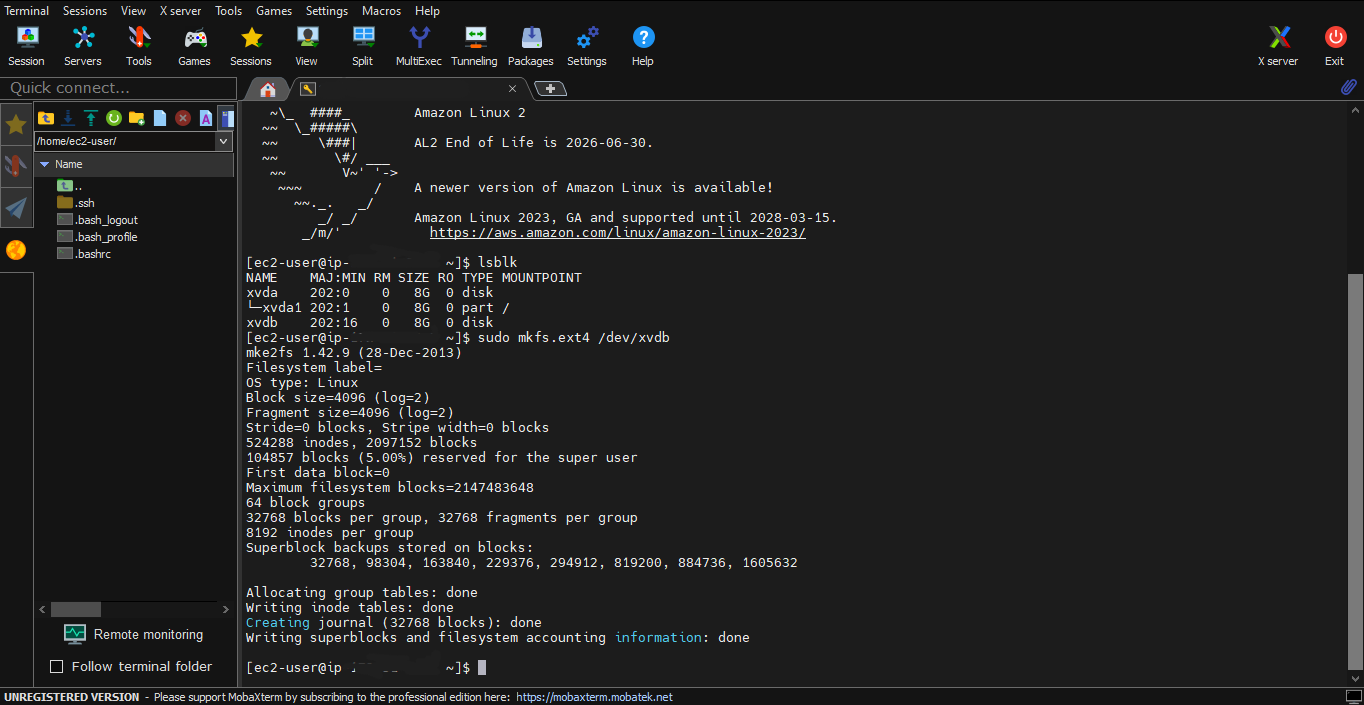 Terminal Sessions View X server Tools Games Settings Macros Help
Session Servers Tools Games Sessions View Split MultiExec Tunneling Packages Settings Help X server Exit
Quick connect...
/home/ec2-user/
Name
..
.ssh
.bash_logout
.bash_profile
.bashrc
Remote monitoring
Follow terminal folder
~\_ ####_ Amazon Linux 2
~~ \_#####\
~~ \###| AL2 End of Life is 2026-06-30.
~~ \#/ ___
~~ V~' '->
~~~ / A newer version of Amazon Linux is available!
~~._. _/
_/ _/ Amazon Linux 2023, GA and supported until 2028-03-15.
_/m/' https://aws.amazon.com/linux/amazon-linux-2023/
[ec2-user@ip- ~]$ lsblk
NAME MAJ:MIN RM SIZE RO TYPE MOUNTPOINT
xvda 202:0 0 8G 0 disk
└─xvda1 202:1 0 8G 0 part /
xvdb 202:16 0 8G 0 disk
[ec2-user@ip- ~]$ sudo mkfs.ext4 /dev/xvdb
mke2fs 1.42.9 (28-Dec-2013)
Filesystem label=
OS type: Linux
Block size=4096 (log=2)
Fragment size=4096 (log=2)
Stride=0 blocks, Stripe width=0 blocks
524288 inodes, 2097152 blocks
104857 blocks (5.00%) reserved for the super user
First data block=0
Maximum filesystem blocks=2147483648
64 block groups
32768 blocks per group, 32768 fragments per group
8192 inodes per group
Superblock backups stored on blocks:
32768, 98304, 163840, 229376, 294912, 819200, 884736, 1605632
Allocating group tables: done
Writing inode tables: done
Creating journal (32768 blocks): done
Writing superblocks and filesystem accounting information: done
[ec2-user@ip ~]$
UNREGISTERED VERSION - Please support MobaXterm by subscribing to the professional edition here: https://mobaxterm.mobatek.net